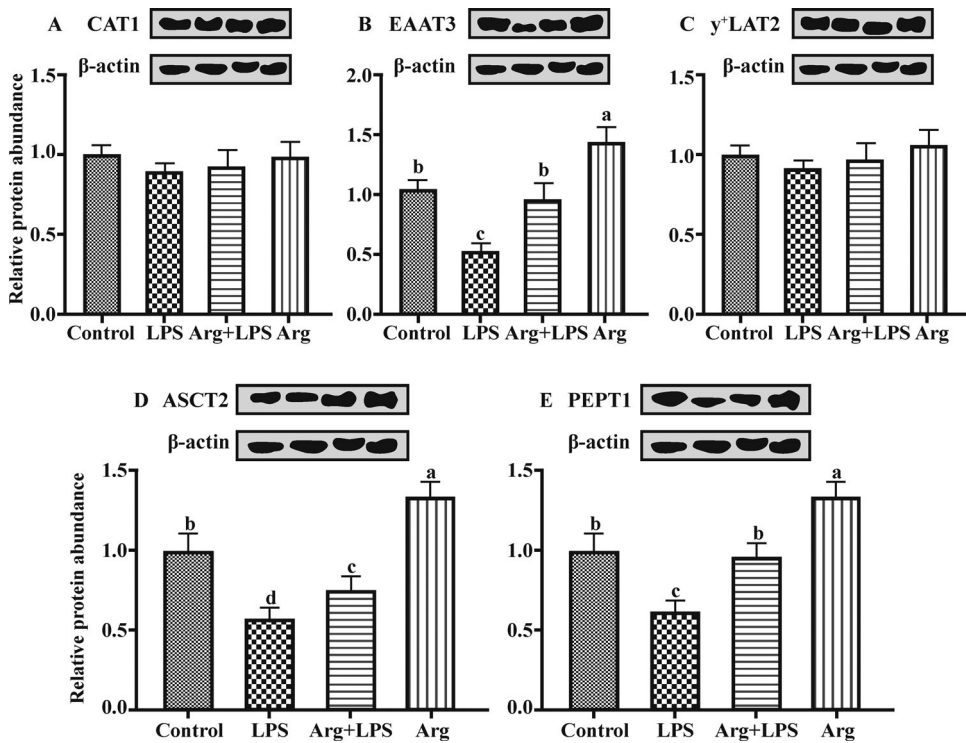 A CAT1
β-actin
Relative protein abundance
1.5
1.0
0.5
0.0
Control LPS Arg+LPS Arg
B EAAT3
β-actin
2.0
1.5
1.0
0.5
0.0
b
c
b
a
Control LPS Arg+LPS Arg
C y⁺LAT2
β-actin
1.5
1.0
0.5
0.0
Control LPS Arg+LPS Arg
D ASCT2
β-actin
Relative protein abundance
1.5
1.0
0.5
0.0
b
d
c
a
Control LPS Arg+LPS Arg
E PEPT1
β-actin
1.5
1.0
0.5
0.0
b
c
b
a
Control LPS Arg+LPS Arg